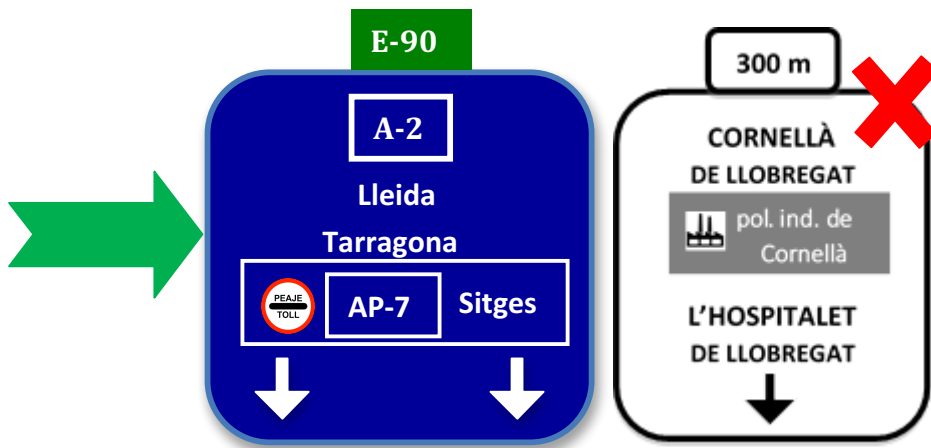 E-90
A-2
Lleida
Tarragona
PEAJE
TOLL
AP-7
Sitges
300 m
CORNELLÀ
DE LLOBREGAT
pol. ind. de
Cornellà
L'HOSPITALET
DE LLOBREGAT